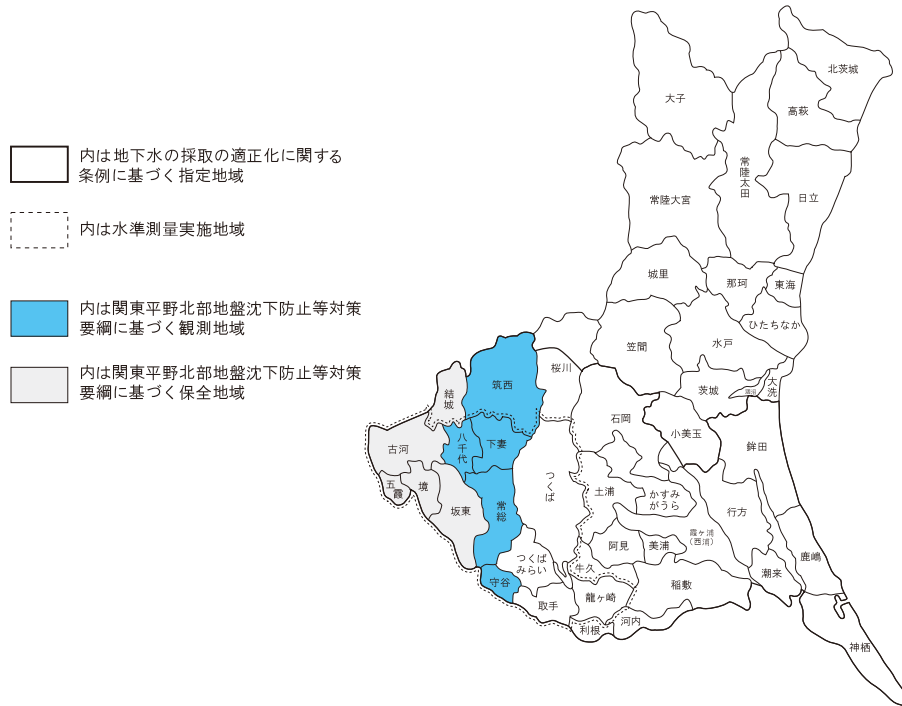 内は地下水の採取の適正化に関する
条例に基づく指定地域
内は水準測量実施地域
内は関東平野北部地盤沈下防止等対策
要綱に基づく観測地域
内は関東平野北部地盤沈下防止等対策
要綱に基づく保全地域
北茨城
大子
高萩
常陸太田
常陸大宮
日立
城里
那珂
東海
ひたちなか
水戸
笠間
桜川
筑西
茨城
大洗
涸沼
結城
石岡
小美玉
鉾田
古河
八千代
下妻
つくば
五霞
境
坂東
常総
土浦
かすみ
がうら
行方
霞ヶ浦
(西浦)
阿見
美浦
鹿嶋
つくば
みらい
牛久
潮来
守谷
稲敷
取手
龍ヶ崎
利根
河内
神栖